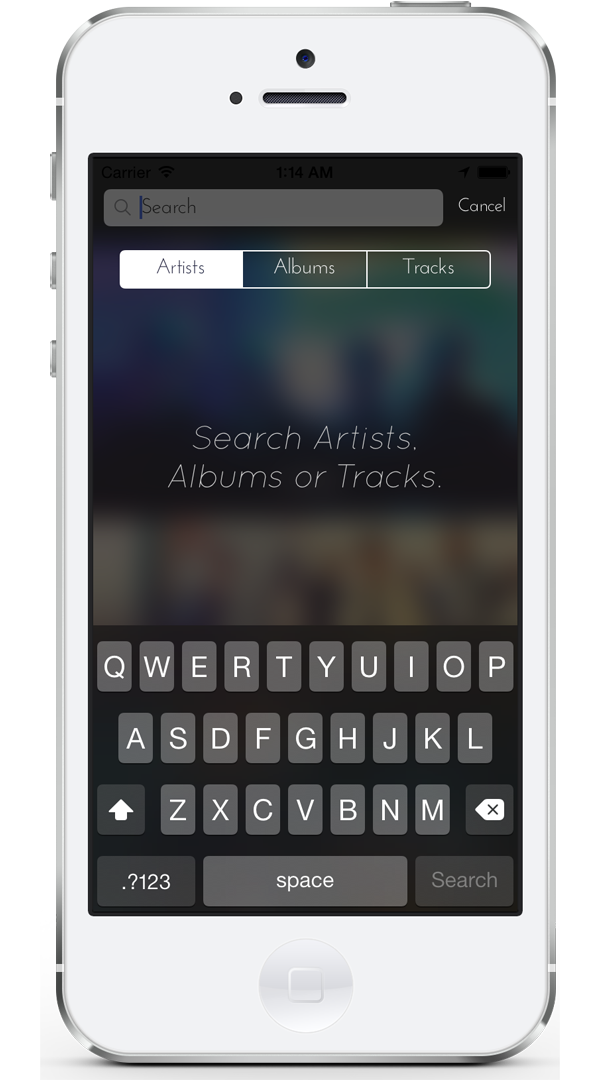 Carrier 1:14 AM
Search Cancel
Artists Albums Tracks
Search Artists,
Albums or Tracks.
Q W E R T Y U I O P
A S D F G H J K L
Z X C V B N M
.?123 space Search